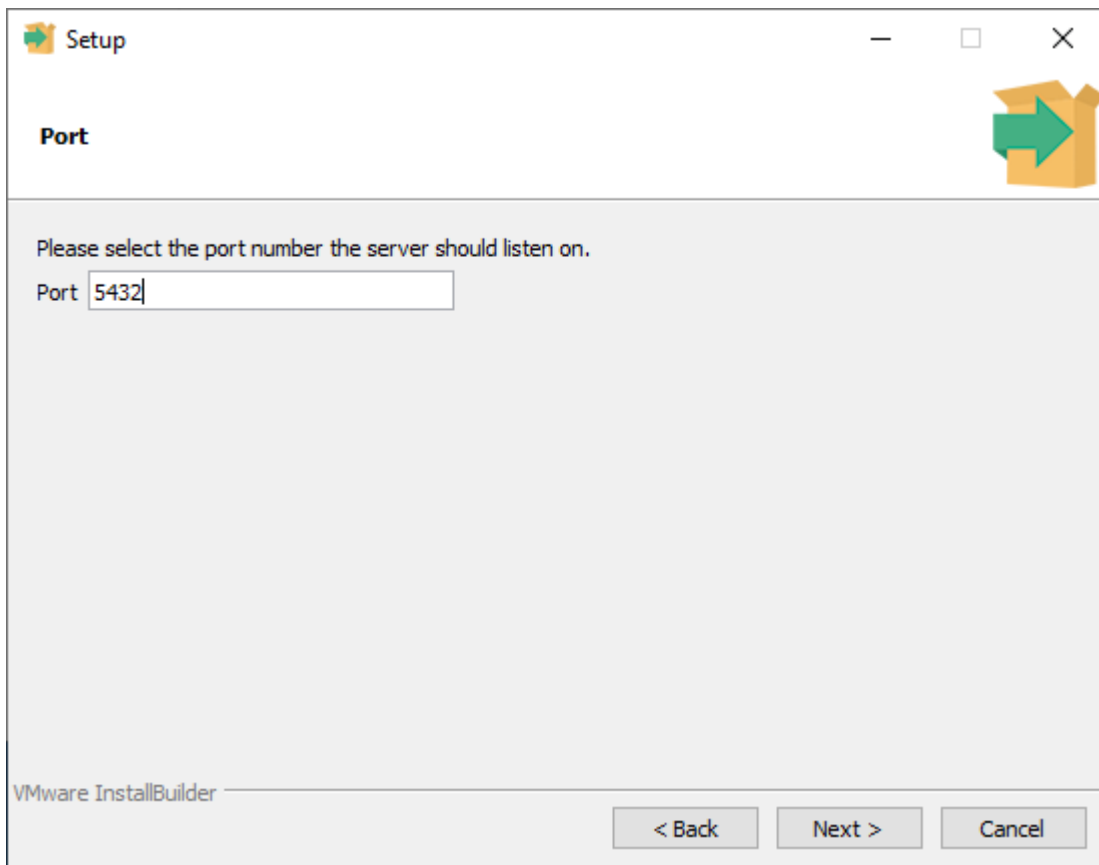 Setup
Port
Please select the port number the server should listen on.
Port 5432
VMware InstallBuilder
< Back Next > Cancel